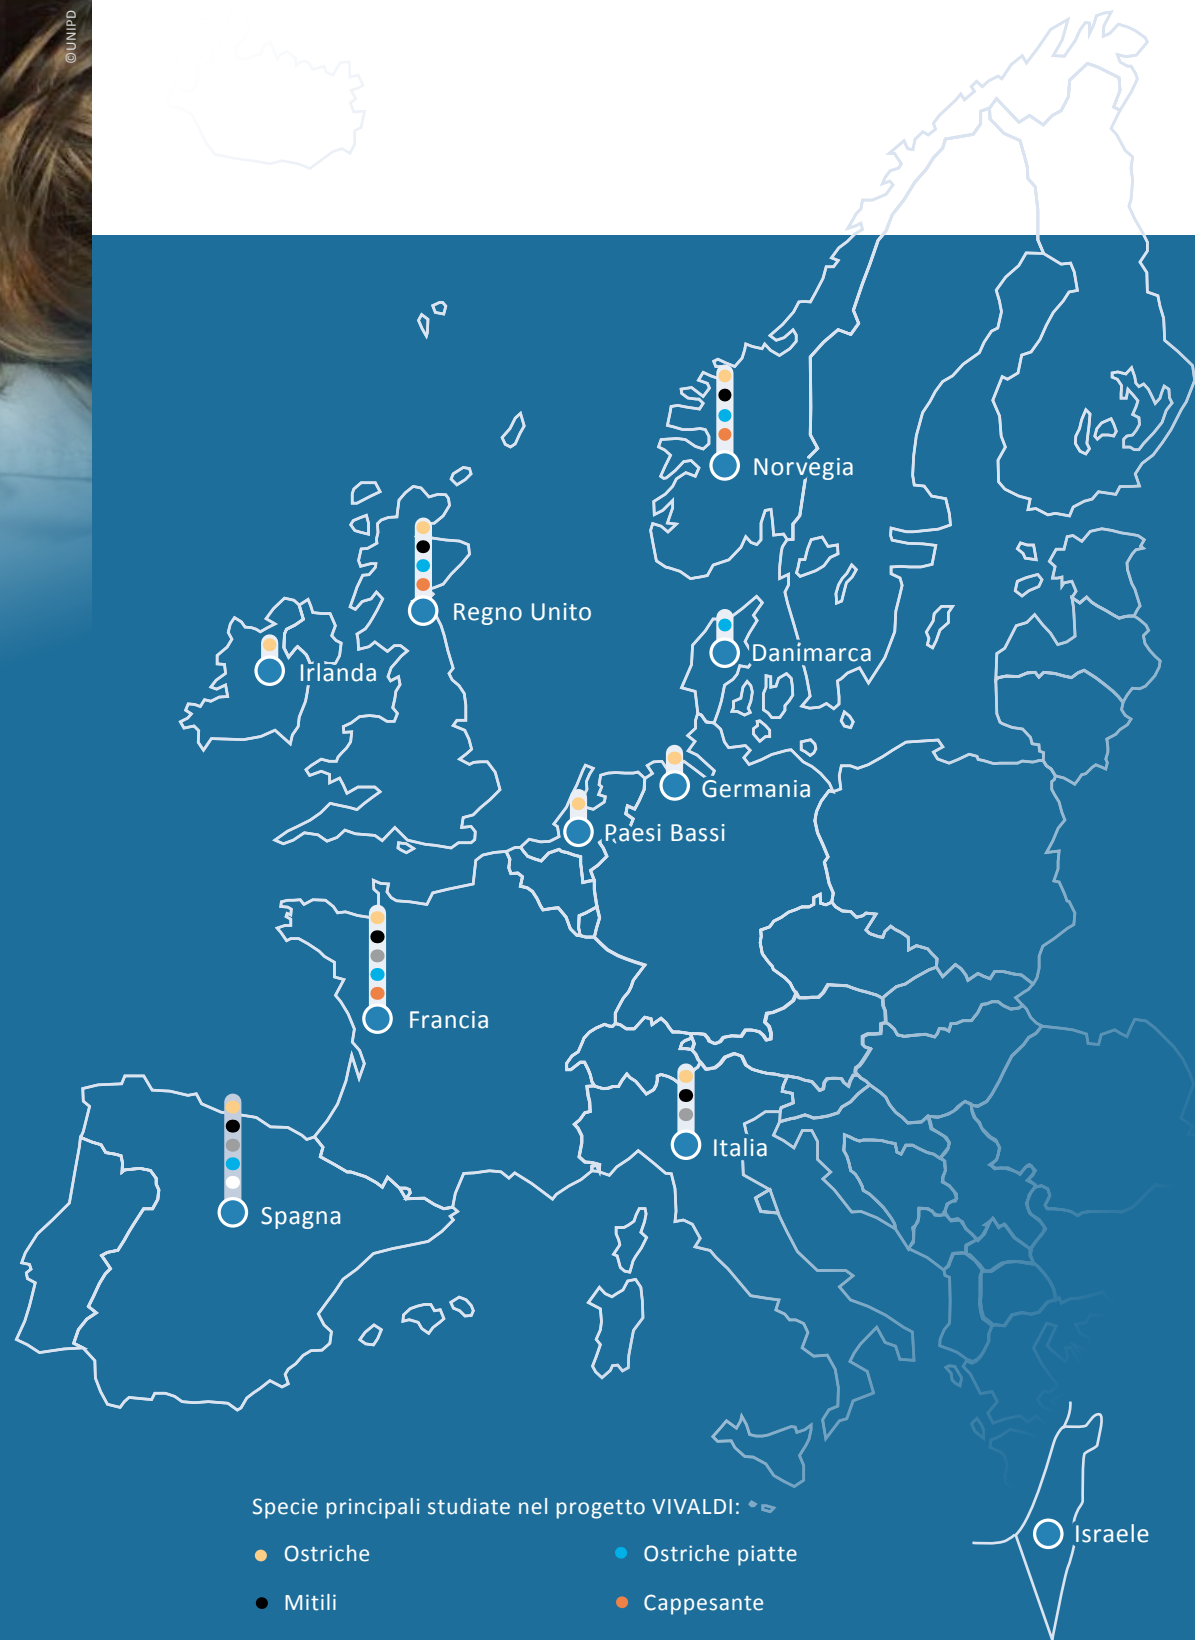 ©UNIPD
Norvegia
Regno Unito
Danimarca
Irlanda
Germania
Paesi Bassi
Francia
Italia
Spagna
Specie principali studiate nel progetto VIVALDI:
Israele
Ostriche
Ostriche piatte
Mitili
Cappesante